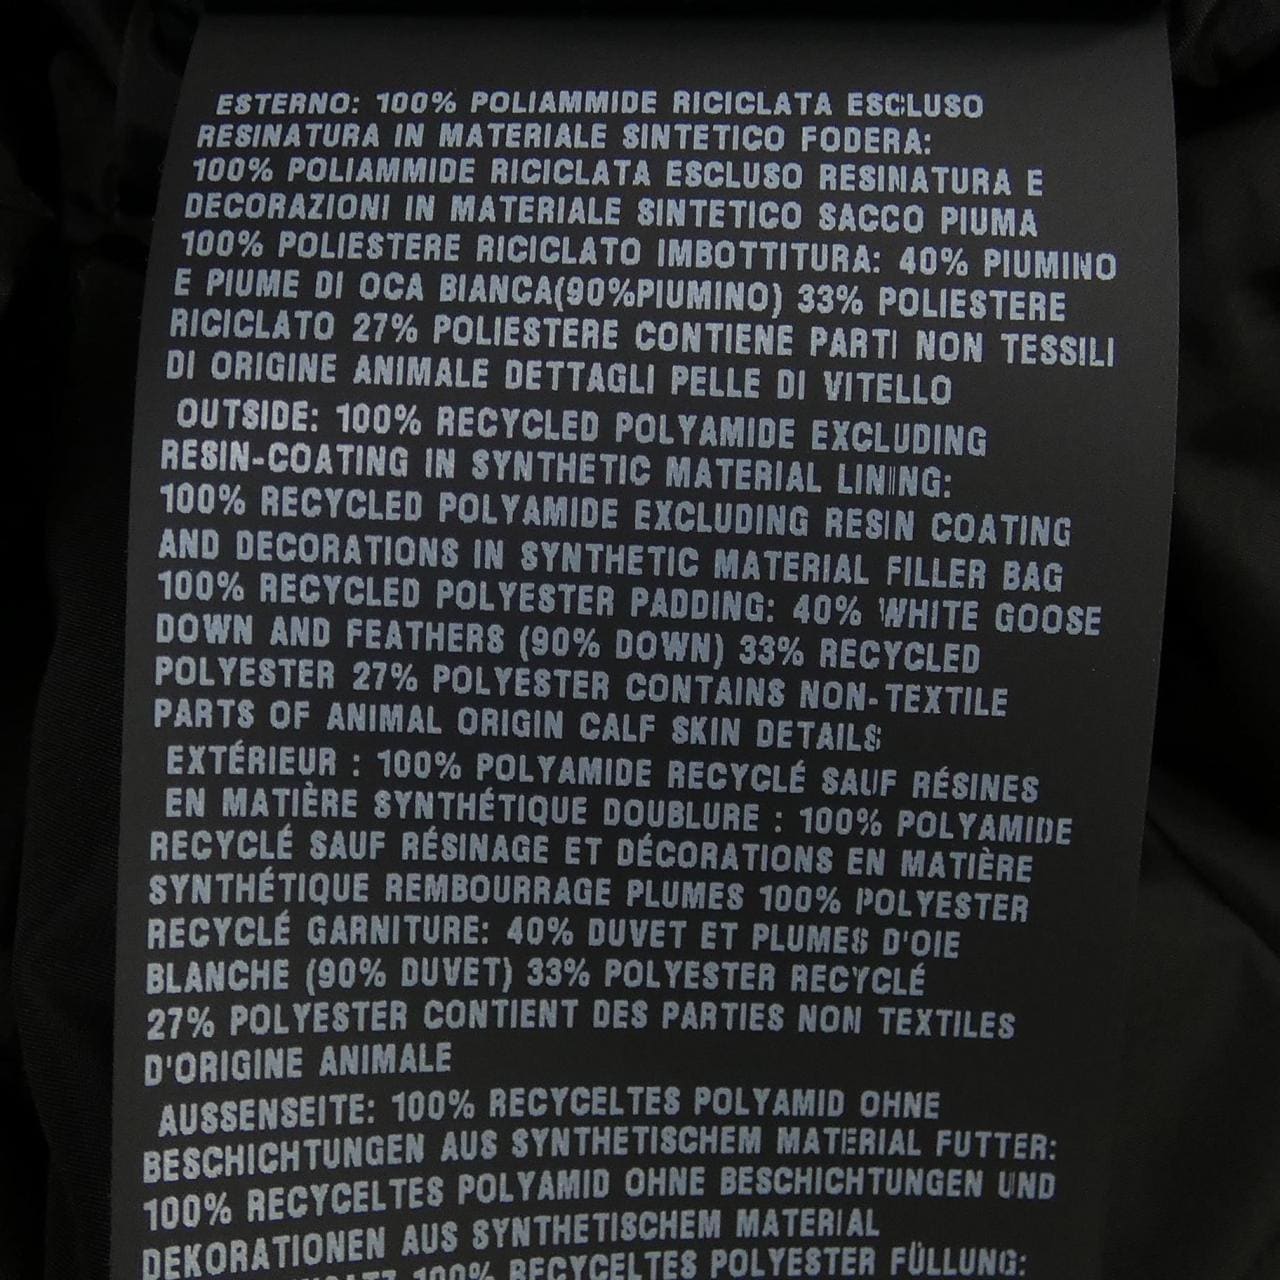 ESTERNO: 100% POLIAMMIDE RICICLATA ESCLUSO
RESINATURA IN MATERIALE SINTETICO FODERA:
100% POLIAMMIDE RICICLATA ESCLUSO RESINATURA E
DECORAZIONI IN MATERIALE SINTETICO SACCO PIUMA
100% POLIESTERE RICICLATO IMBOTTITURA: 40% PIUMINO
E PIUME DI OCA BIANCA(90%PIUMINO) 33% POLIESTERE
RICICLATO 27% POLIESTERE CONTIENE PARTI NON TESSILI
DI ORIGINE ANIMALE DETTAGLI PELLE DI VITELLO
OUTSIDE: 100% RECYCLED POLYAMIDE EXCLUDING
RESIN-COATING IN SYNTHETIC MATERIAL LINING:
100% RECYCLED POLYAMIDE EXCLUDING RESIN COATING
AND DECORATIONS IN SYNTHETIC MATERIAL FILLER BAG
100% RECYCLED POLYESTER PADDING: 40% WHITE GOOSE
DOWN AND FEATHERS (90% DOWN) 33% RECYCLED
POLYESTER 27% POLYESTER CONTAINS NON-TEXTILE
PARTS OF ANIMAL ORIGIN CALF SKIN DETAILS
EXTÉRIEUR : 100% POLYAMIDE RECYCLÉ SAUF RÉSINES
EN MATIÈRE SYNTHÉTIQUE DOUBLURE : 100% POLYAMIDE
RECYCLÉ SAUF RÉSINAGE ET DÉCORATIONS EN MATIÈRE
SYNTHÉTIQUE REMBOURRAGE PLUMES 100% POLYESTER
RECYCLÉ GARNITURE: 40% DUVET ET PLUMES D'OIE
BLANCHE (90% DUVET) 33% POLYESTER RECYCLÉ
27% POLYESTER CONTIENT DES PARTIES NON TEXTILES
D'ORIGINE ANIMALE
AUSSENSEITE: 100% RECYCELTES POLYAMID OHNE
BESCHICHTUNGEN AUS SYNTHETISCHEM MATERIAL FUTTER:
100% RECYCELTES POLYAMID OHNE BESCHICHTUNGEN UND
DEKORATIONEN AUS SYNTHETISCHEM MATERIAL
100% RECYCELTES POLYESTER FÜLLUNG: